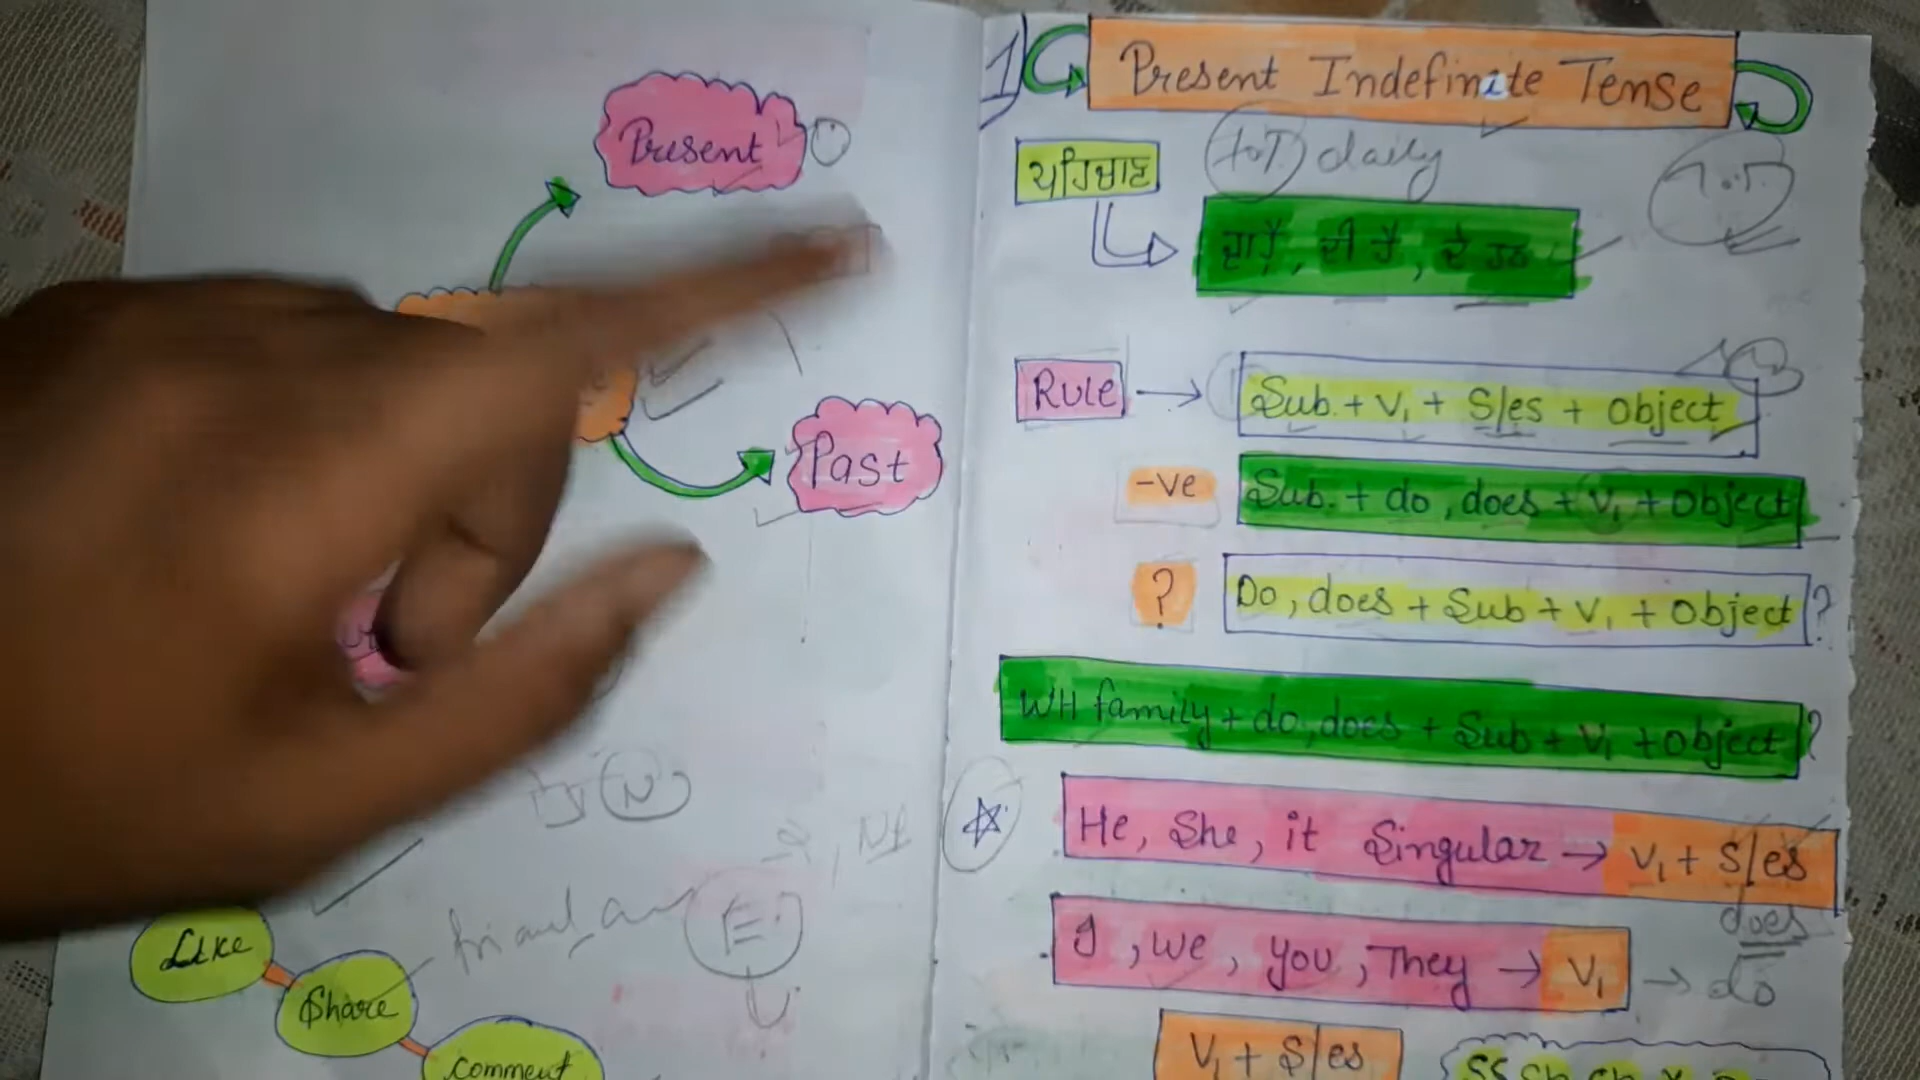 Present
Past
Like
Share
comment
1) Present Indefinite Tense
daily
ਪਹਿਚਾਣ
ਦਾ ਹੈ, ਦੀ ਹੈ, ਦੇ ਹਨ
Rule → Sub. + V₁ + S/es + Object
-ve Sub. + do, does + V₁ + Object
? Do, does + Sub + V₁ + Object ?
WH family + do, does + Sub + V₁ + object ?
He, She, it Singular → V₁ + S/es
does
I, we, you, They → V₁ → do
V₁ + S/es